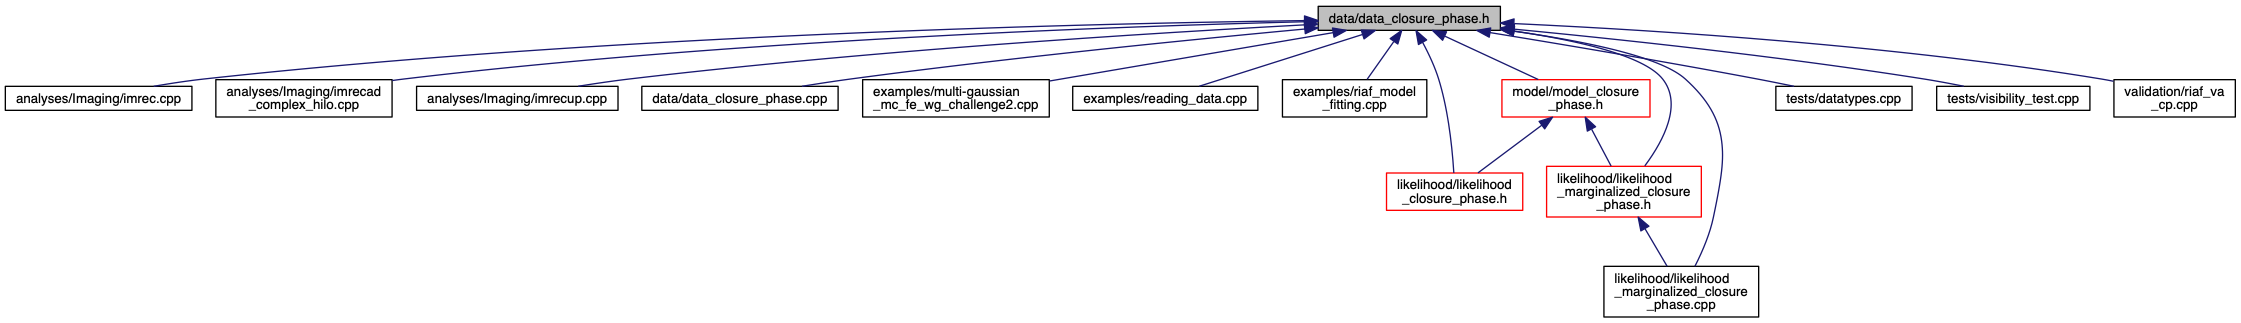 data/data_closure_phase.h
analyses/Imaging/imrec.cpp
analyses/Imaging/imrecad
_complex_hilo.cpp
analyses/Imaging/imrecup.cpp
data/data_closure_phase.cpp
examples/multi-gaussian
_mc_fe_wg_challenge2.cpp
examples/reading_data.cpp
examples/riaf_model
_fitting.cpp
model/model_closure
_phase.h
tests/datatypes.cpp
tests/visibility_test.cpp
validation/riaf_va
_cp.cpp
likelihood/likelihood
_closure_phase.h
likelihood/likelihood
_marginalized_closure
_phase.h
likelihood/likelihood
_marginalized_closure
_phase.cpp